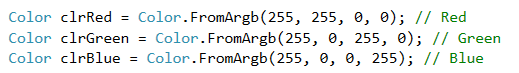 Color clrRed = Color.FromArgb(255, 255, 0, 0); // Red
Color clrGreen = Color.FromArgb(255, 0, 255, 0); // Green
Color clrBlue = Color.FromArgb(255, 0, 0, 255); // Blue